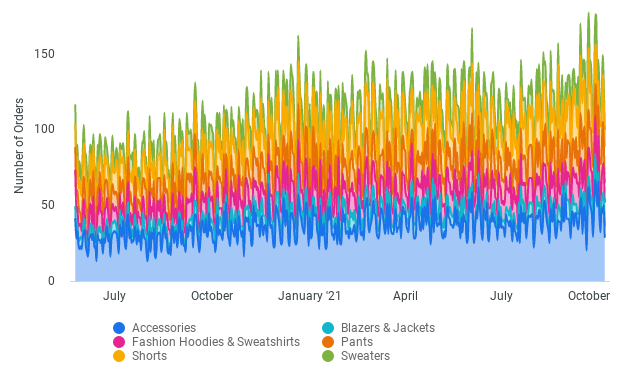 Number of Orders
150
100
50
0
July October January '21 April July October
Accessories Blazers & Jackets
Fashion Hoodies & Sweatshirts Pants
Shorts Sweaters